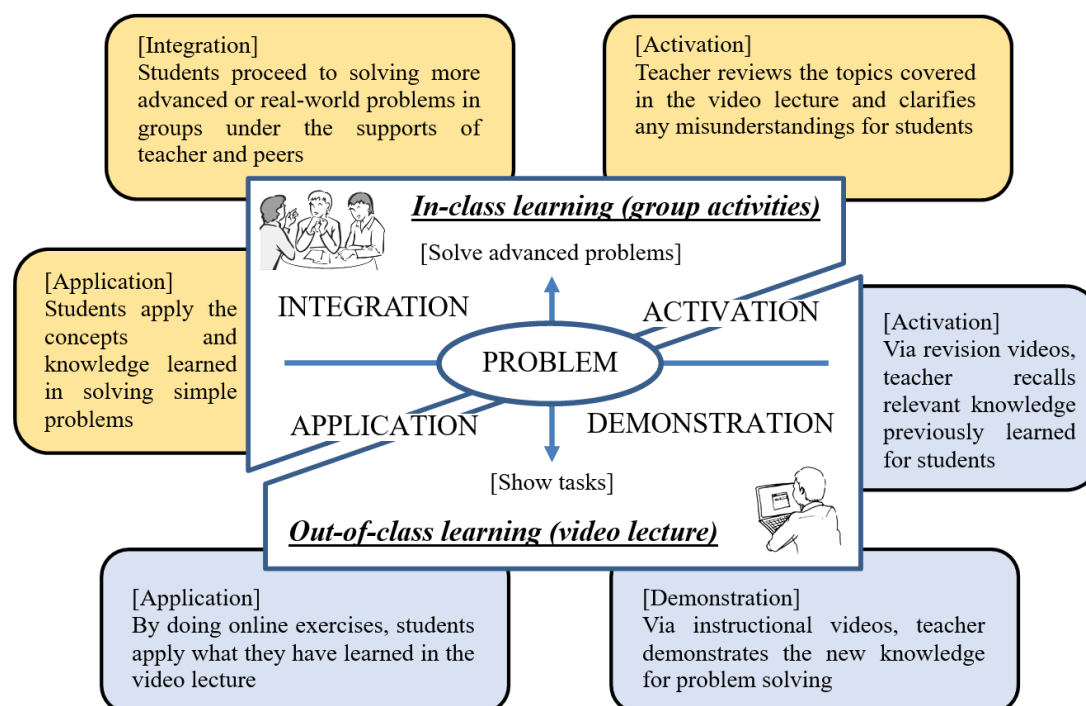 [Integration]
Students proceed to solving more
advanced or real-world problems in
groups under the supports of
teacher and peers
[Activation]
Teacher reviews the topics covered
in the video lecture and clarifies
any misunderstandings for students
In-class learning (group activities)
[Solve advanced problems]
[Application]
Students apply the
concepts and
knowledge learned
in solving simple
problems
INTEGRATION
ACTIVATION
PROBLEM
APPLICATION
DEMONSTRATION
[Activation]
Via revision videos,
teacher recalls
relevant knowledge
previously learned
for students
[Show tasks]
Out-of-class learning (video lecture)
[Application]
By doing online exercises, students
apply what they have learned in the
video lecture
[Demonstration]
Via instructional videos, teacher
demonstrates the new knowledge
for problem solving